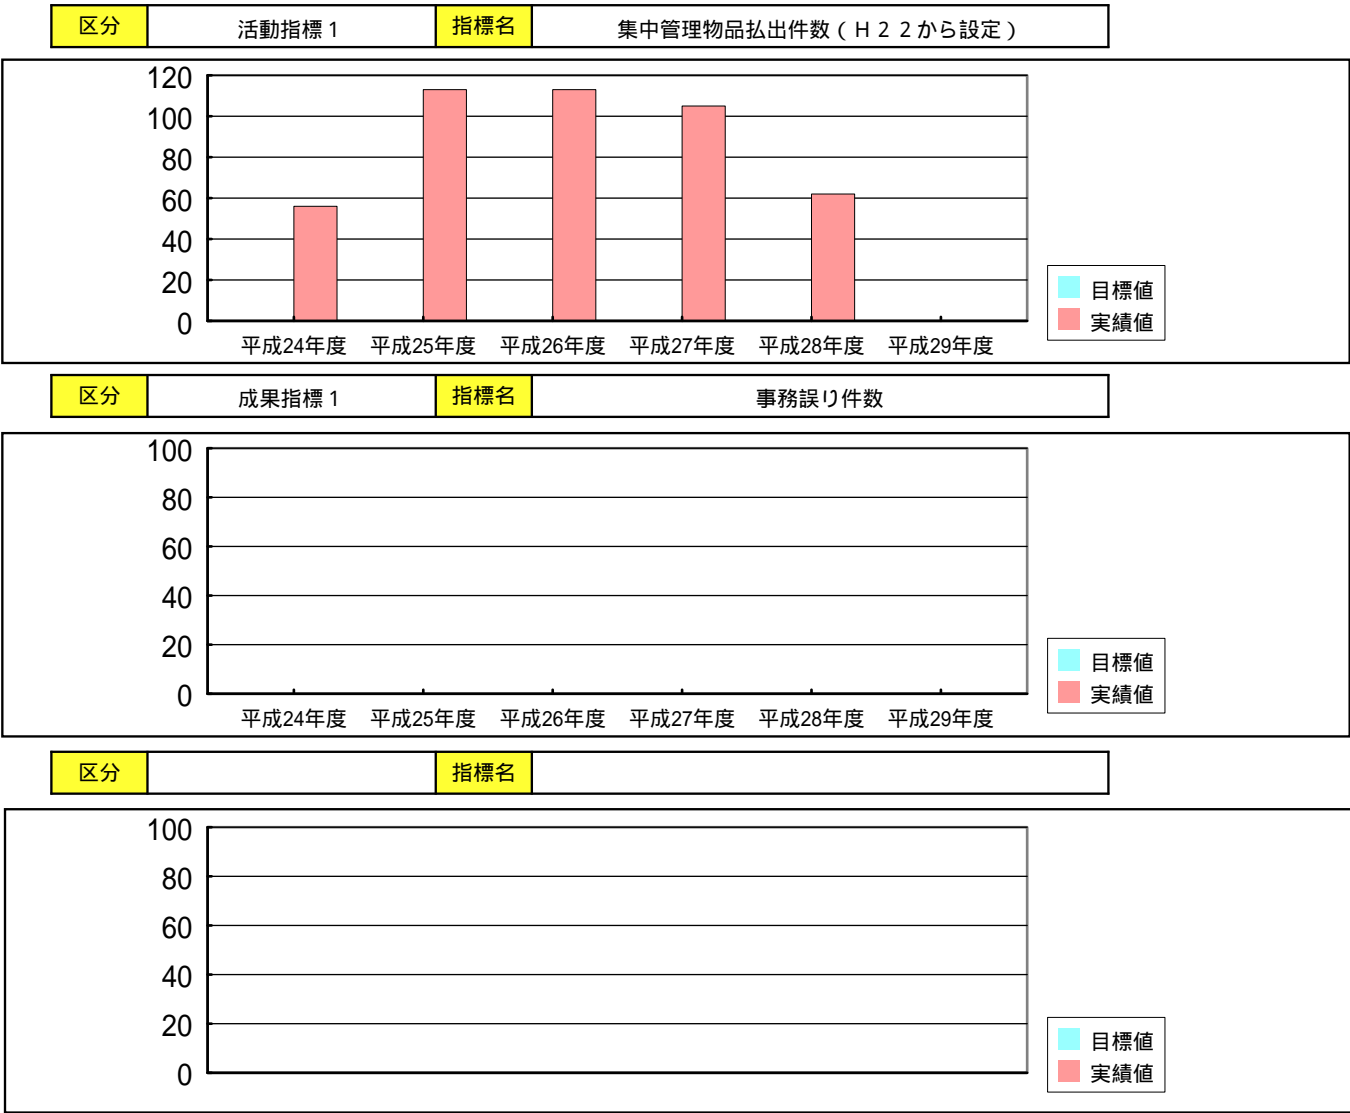 区分 活動指標１ 指標名 集中管理物品払出件数（Ｈ２２から設定）
120
100
80
60
40
20
0
平成24年度 平成25年度 平成26年度 平成27年度 平成28年度 平成29年度
目標値
実績値
区分 成果指標１ 指標名 事務誤り件数
100
80
60
40
20
0
平成24年度 平成25年度 平成26年度 平成27年度 平成28年度 平成29年度
目標値
実績値
区分 指標名
100
80
60
40
20
0
目標値
実績値